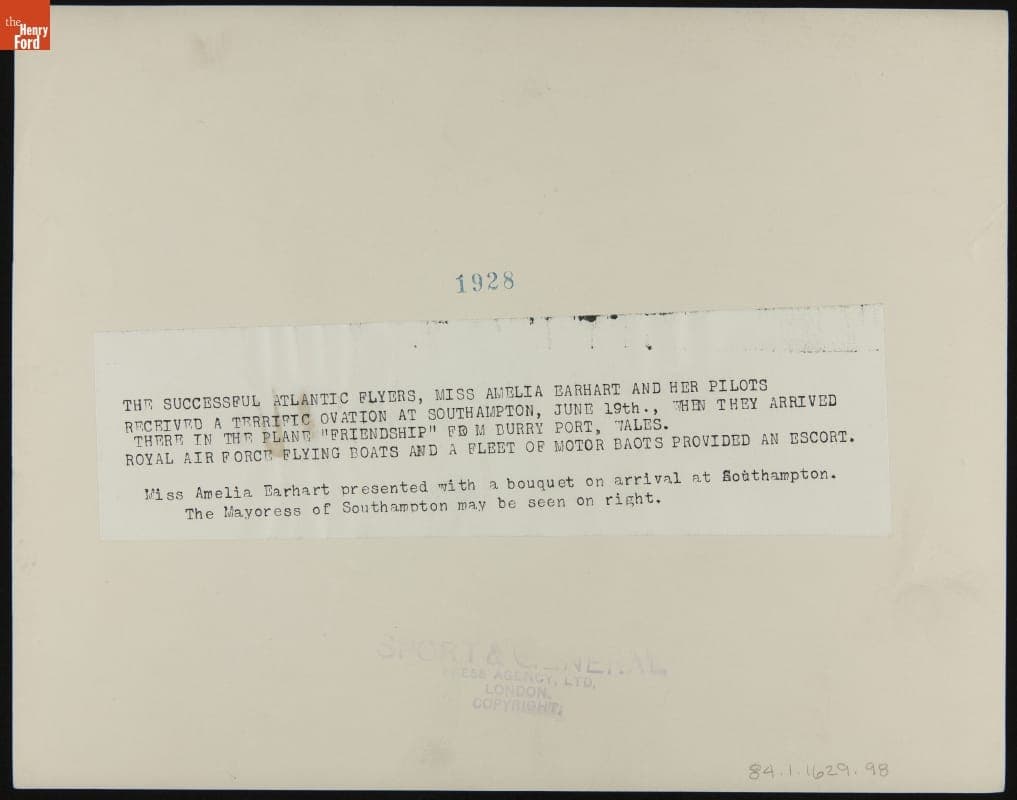 the
Henry
Ford
1928
THE SUCCESSFUL ATLANTIC FLYERS, MISS AMELIA EARHART AND HER PILOTS
RECEIVED A TERRIFIC OVATION AT SOUTHAMPTON, JUNE 19th., WHEN THEY ARRIVED
THERE IN THE PLANE "FRIENDSHIP" FROM BURRY PORT, WALES.
ROYAL AIR FORCE FLYING BOATS AND A FLEET OF MOTOR BAOTS PROVIDED AN ESCORT.
Miss Amelia Earhart presented with a bouquet on arrival at Southampton.
The Mayoress of Southampton may be seen on right.
SPORT & GENERAL
PRESS AGENCY, LTD.
LONDON.
COPYRIGHT.
84.1.1629.98